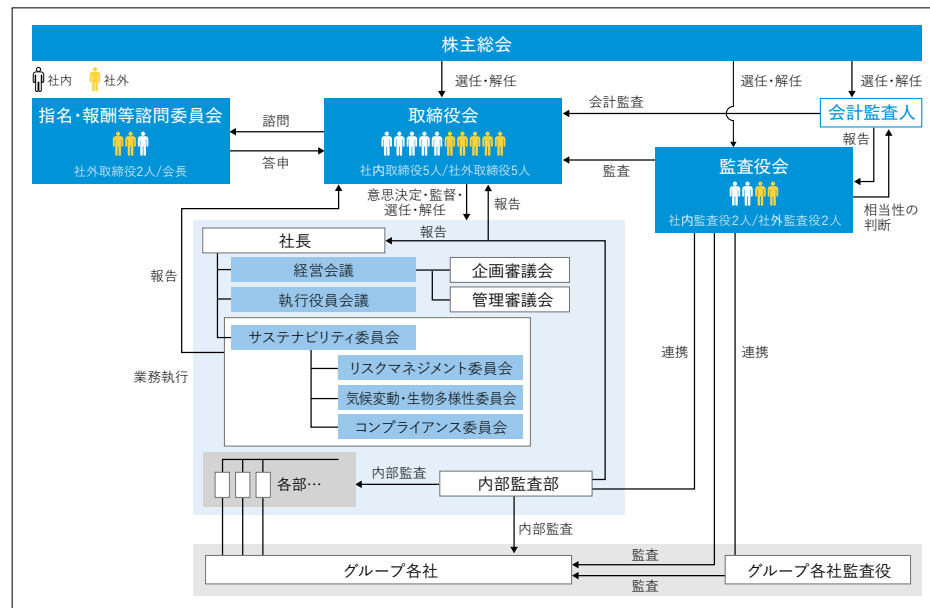 株主総会
社内
社外
選任・解任
選任・解任
選任・解任
指名・報酬等諮問委員会
社外取締役2人/会長
諮問
答申
取締役会
社内取締役5人/社外取締役5人
会計監査
会計監査人
報告
監査
監査役会
社内監査役2人/社外監査役2人
相当性の
判断
意思決定・監督・
選任・解任
報告
報告
社長
報告
経営会議
企画審議会
執行役員会議
管理審議会
サステナビリティ委員会
リスクマネジメント委員会
業務執行
気候変動・生物多様性委員会
コンプライアンス委員会
連携
連携
各部…
内部監査
内部監査部
内部監査
グループ各社
監査
監査
グループ各社監査役